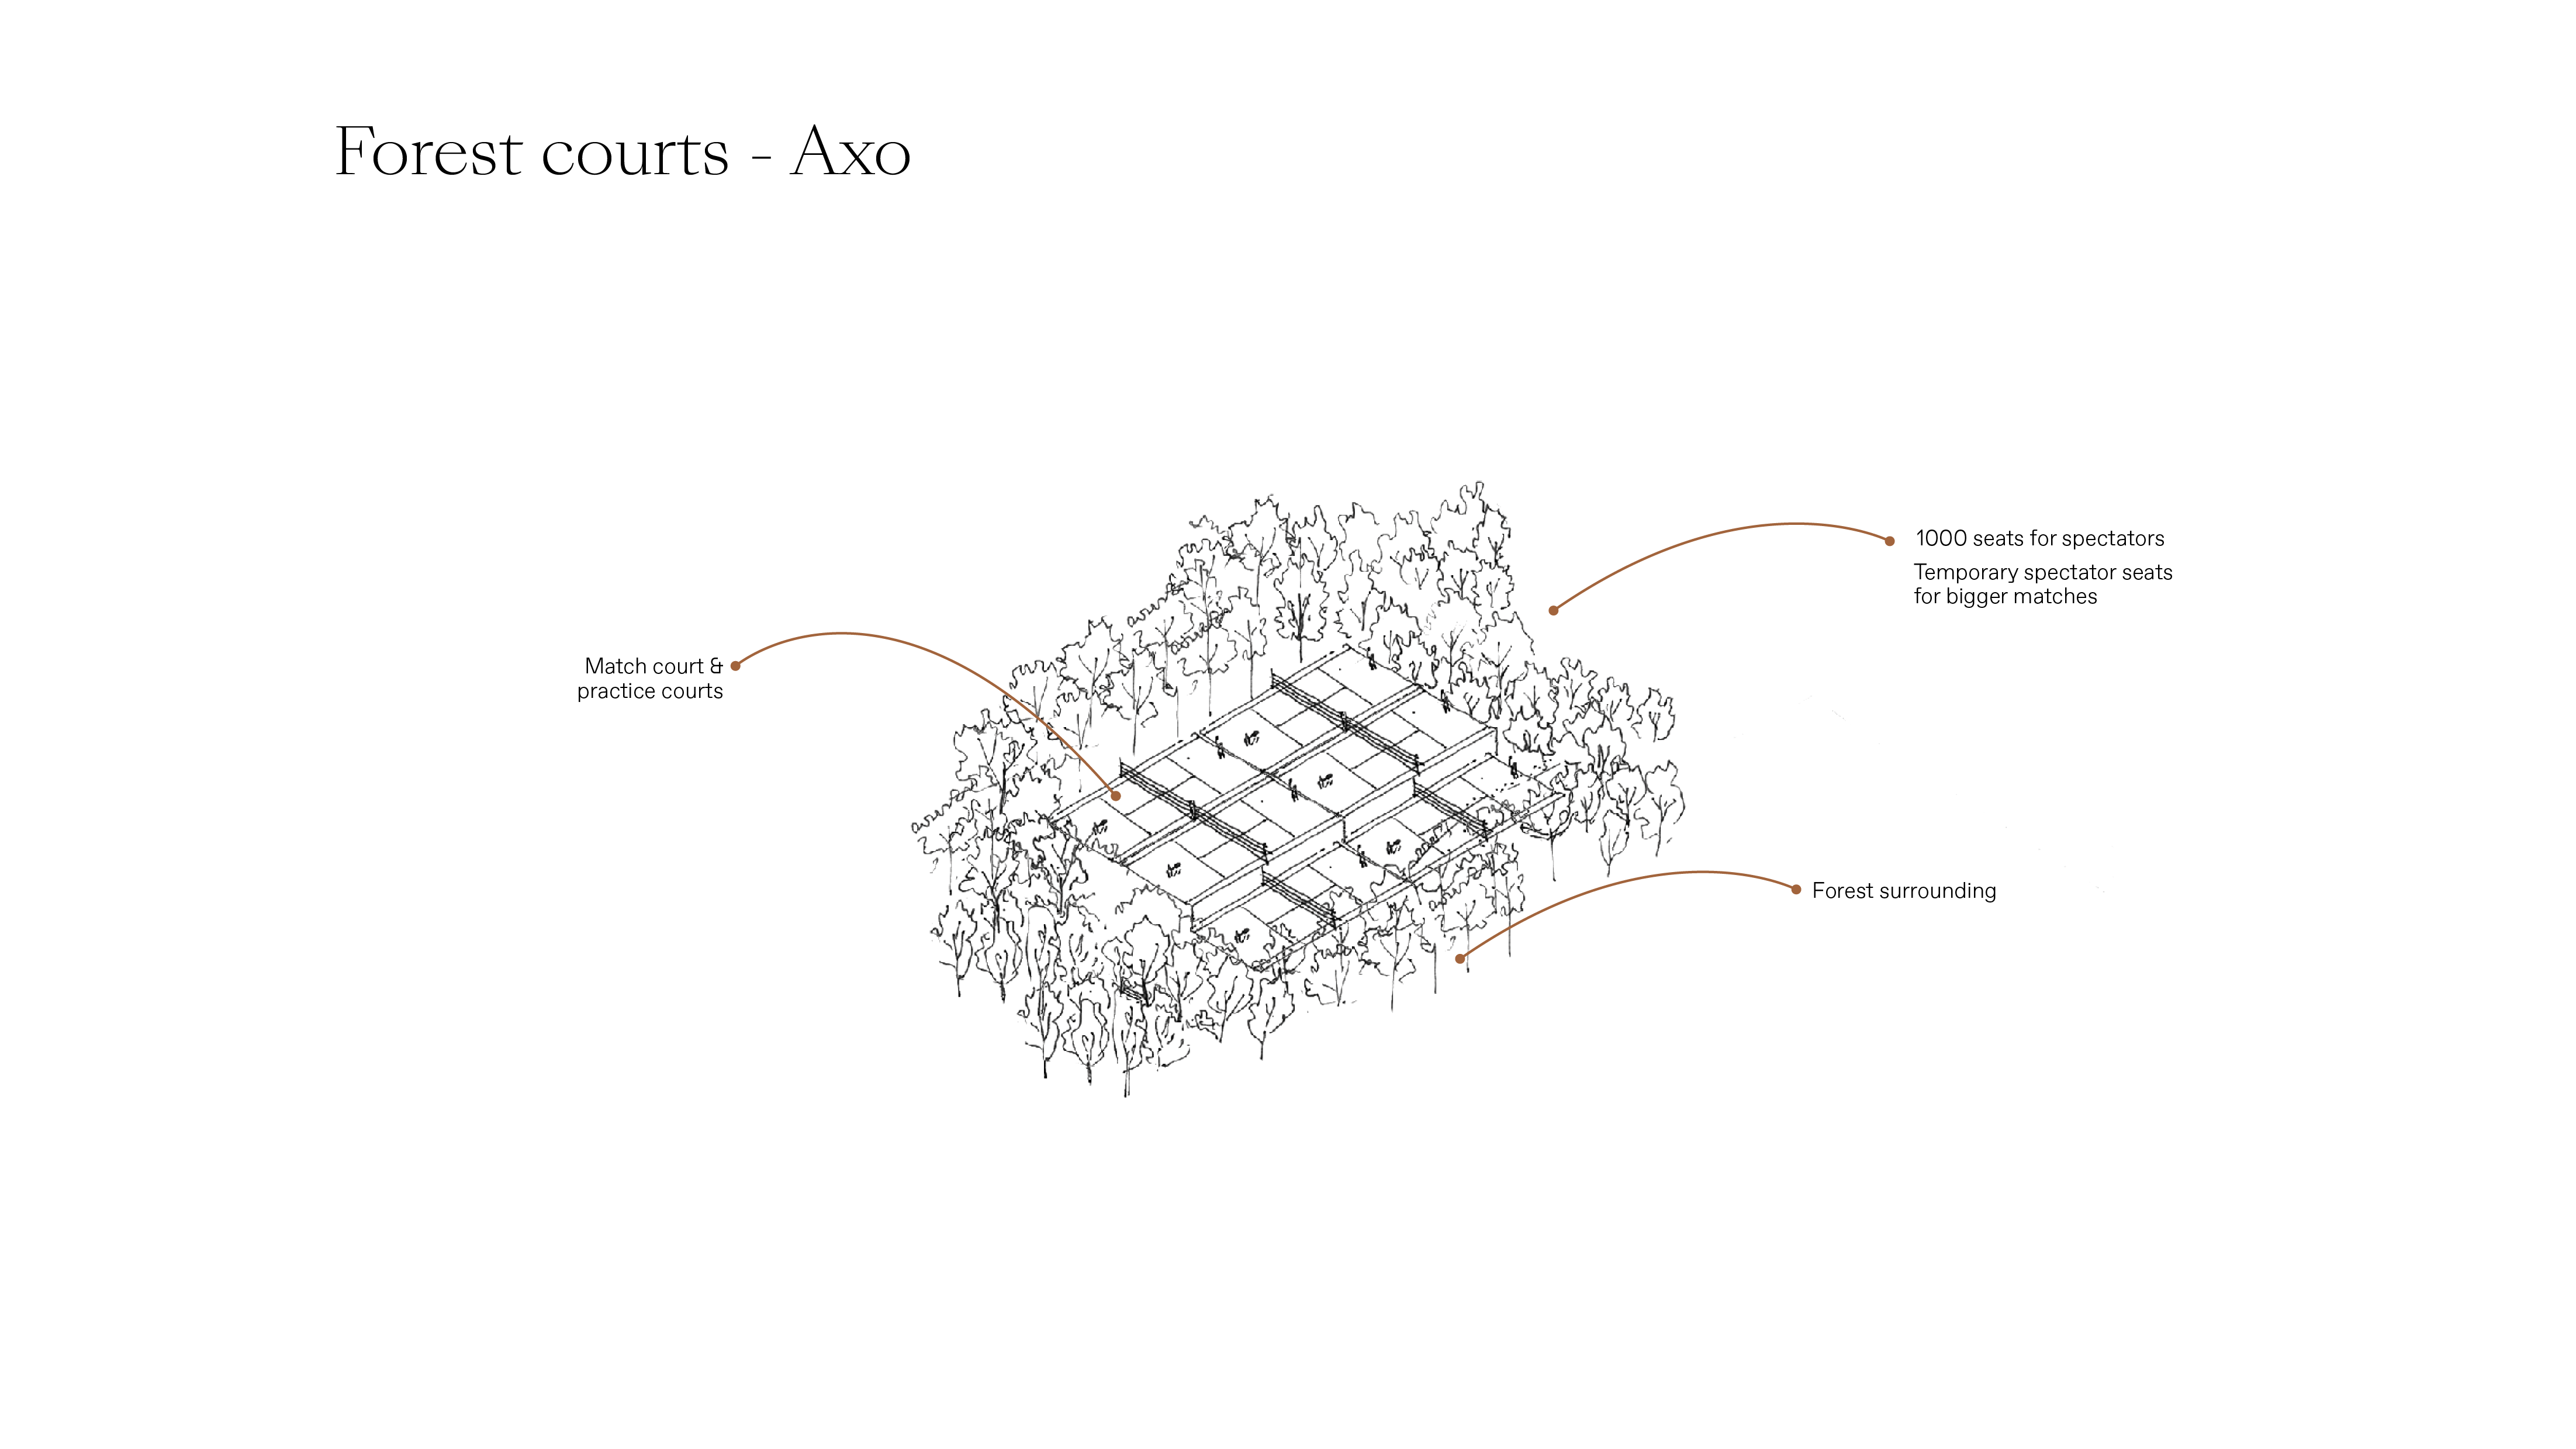 Forest courts - Axo
1000 seats for spectators
Temporary spectator seats
for bigger matches
Match court &
practice courts
Forest surrounding